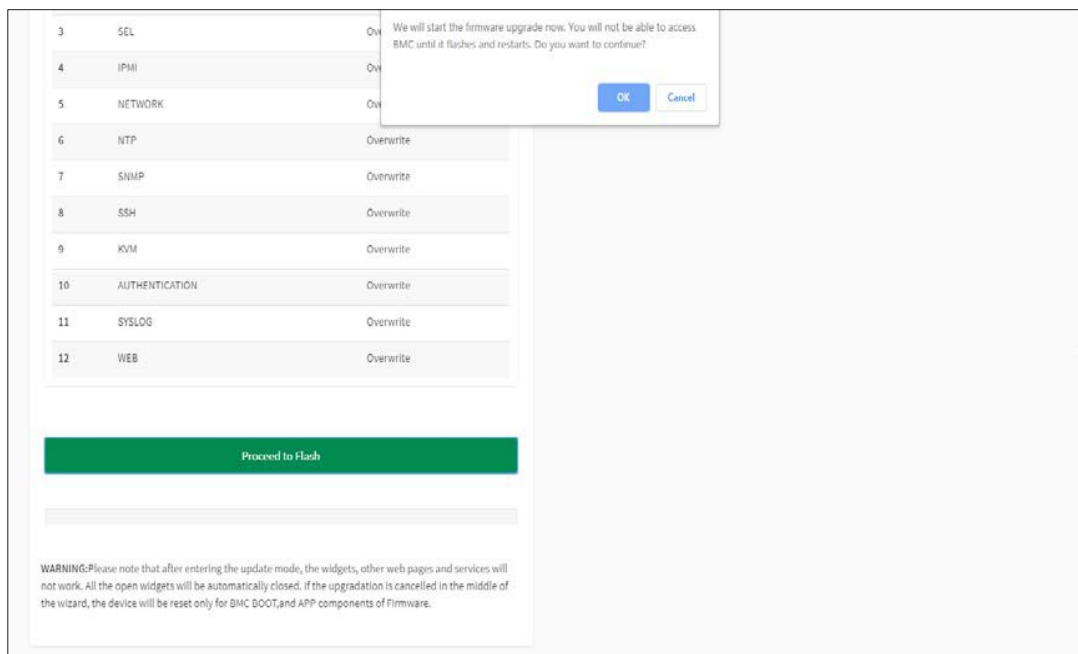 We will start the firmware upgrade now. You will not be able to access
BMC until it flashes and restarts. Do you want to continue?
OK Cancel
3 SEL Ov
4 IPMI Ov
5 NETWORK Ov
6 NTP Overwrite
7 SNMP Overwrite
8 SSH Overwrite
9 KVM Overwrite
10 AUTHENTICATION Overwrite
11 SYSLOG Overwrite
12 WEB Overwrite
Proceed to Flash
WARNING:Please note that after entering the update mode, the widgets, other web pages and services will
not work. All the open widgets will be automatically closed. if the upgradation is cancelled in the middle of
the wizard, the device will be reset only for BMC BOOT,and APP components of Firmware.